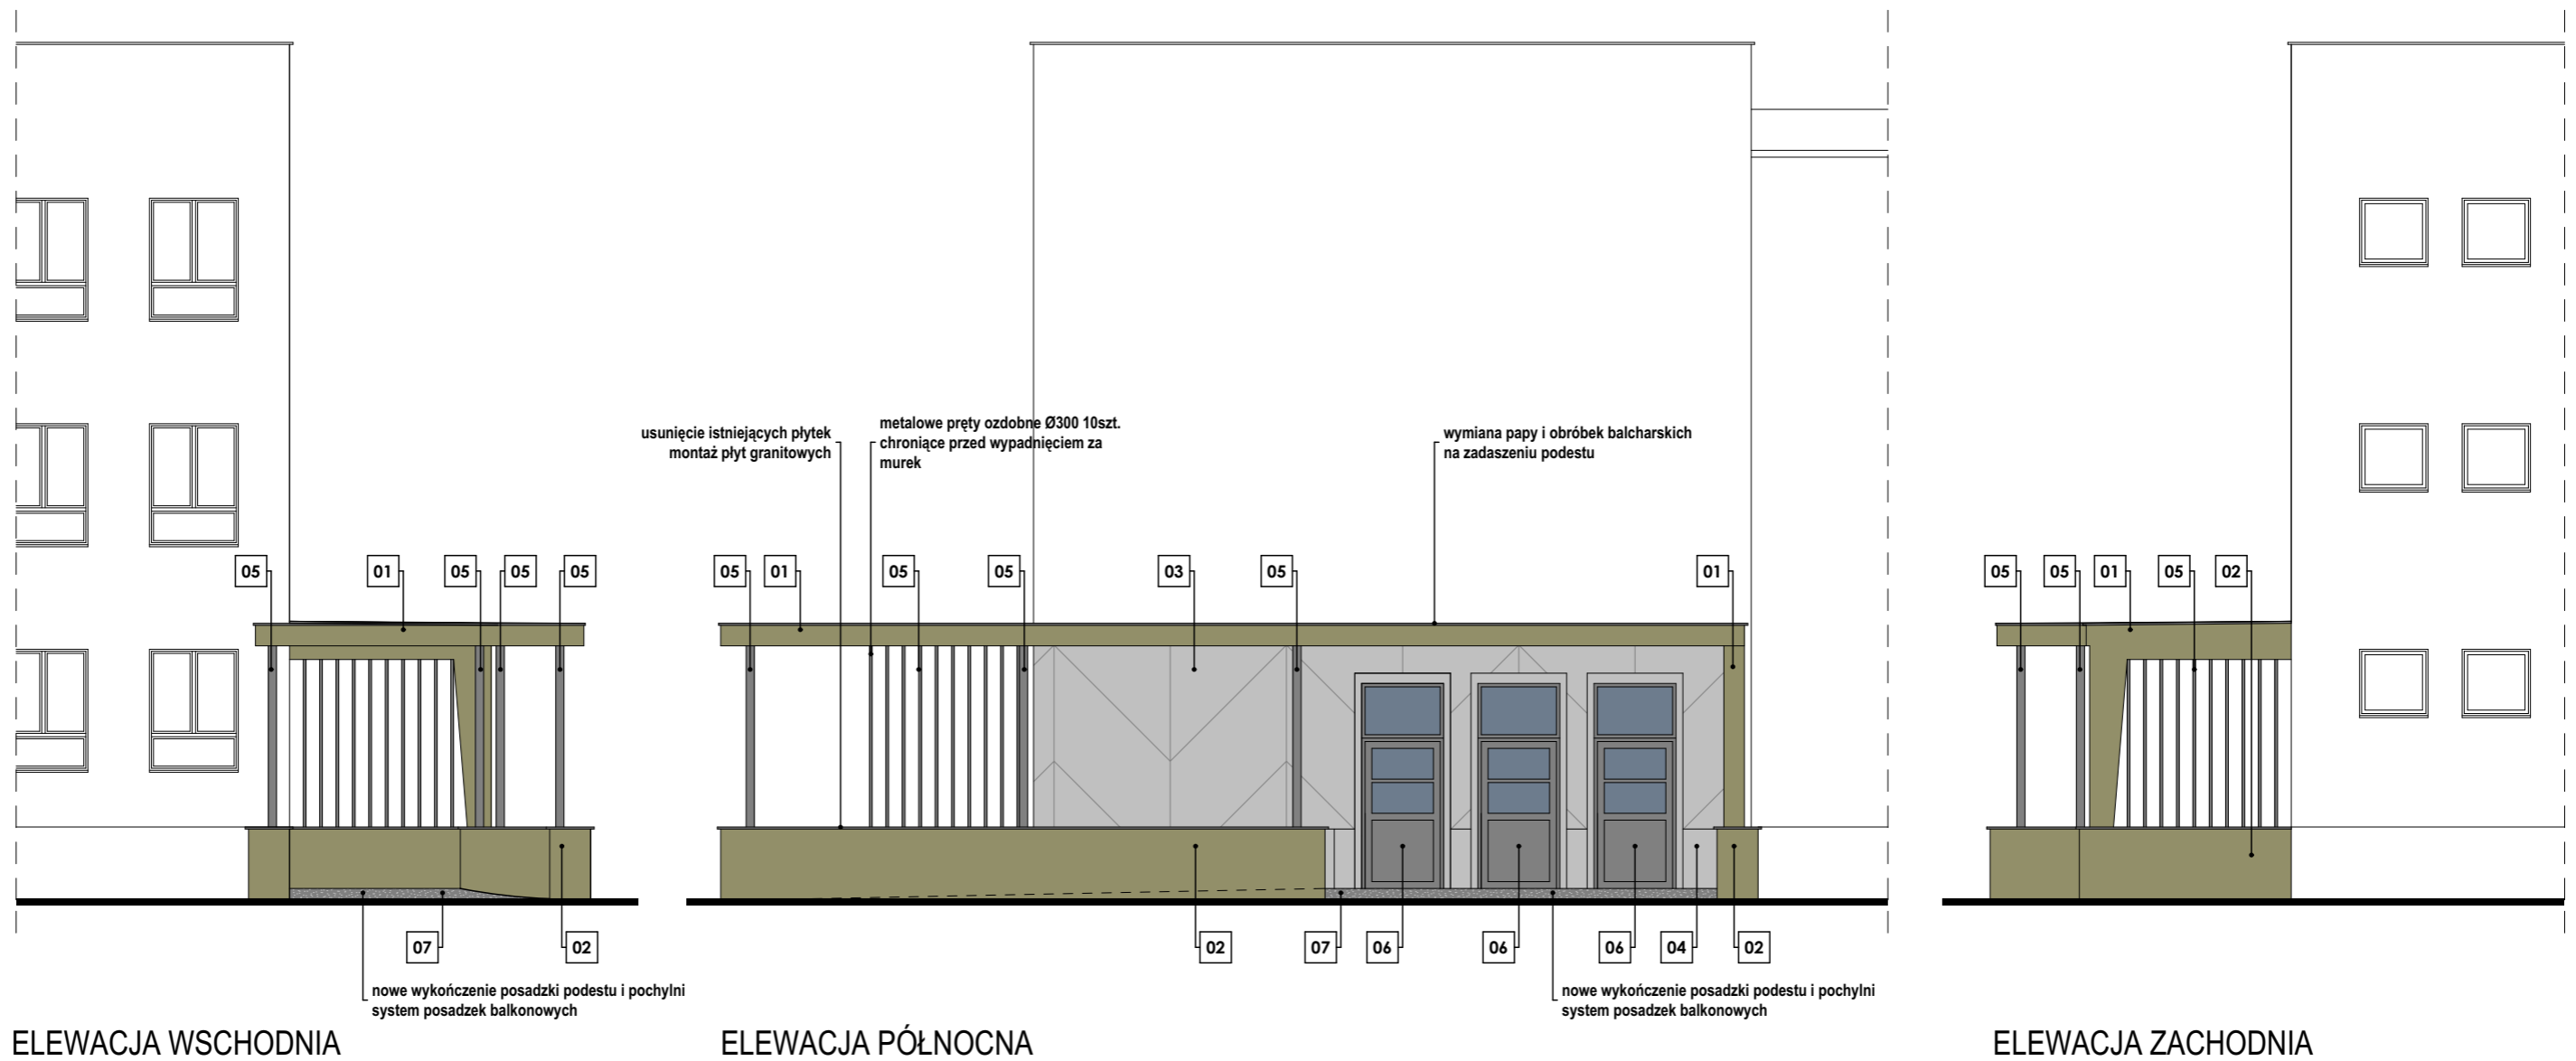 usunięcie istniejących płytek
montaż płyt granitowych
metalowe pręty ozdobne Ø300 10szt.
chroniące przed wypadnięciem za
murek
wymiana papy i obróbek balcharskich
na zadaszeniu podestu
05
01
05
05
05
05
01
05
05
03
05
01
05
05
01
05
02
07
02
02
07
06
06
06
04
02
nowe wykończenie posadzki podestu i pochylni
system posadzek balkonowych
nowe wykończenie posadzki podestu i pochylni
system posadzek balkonowych
ELEWACJA WSCHODNIA
ELEWACJA PÓŁNOCNA
ELEWACJA ZACHODNIA